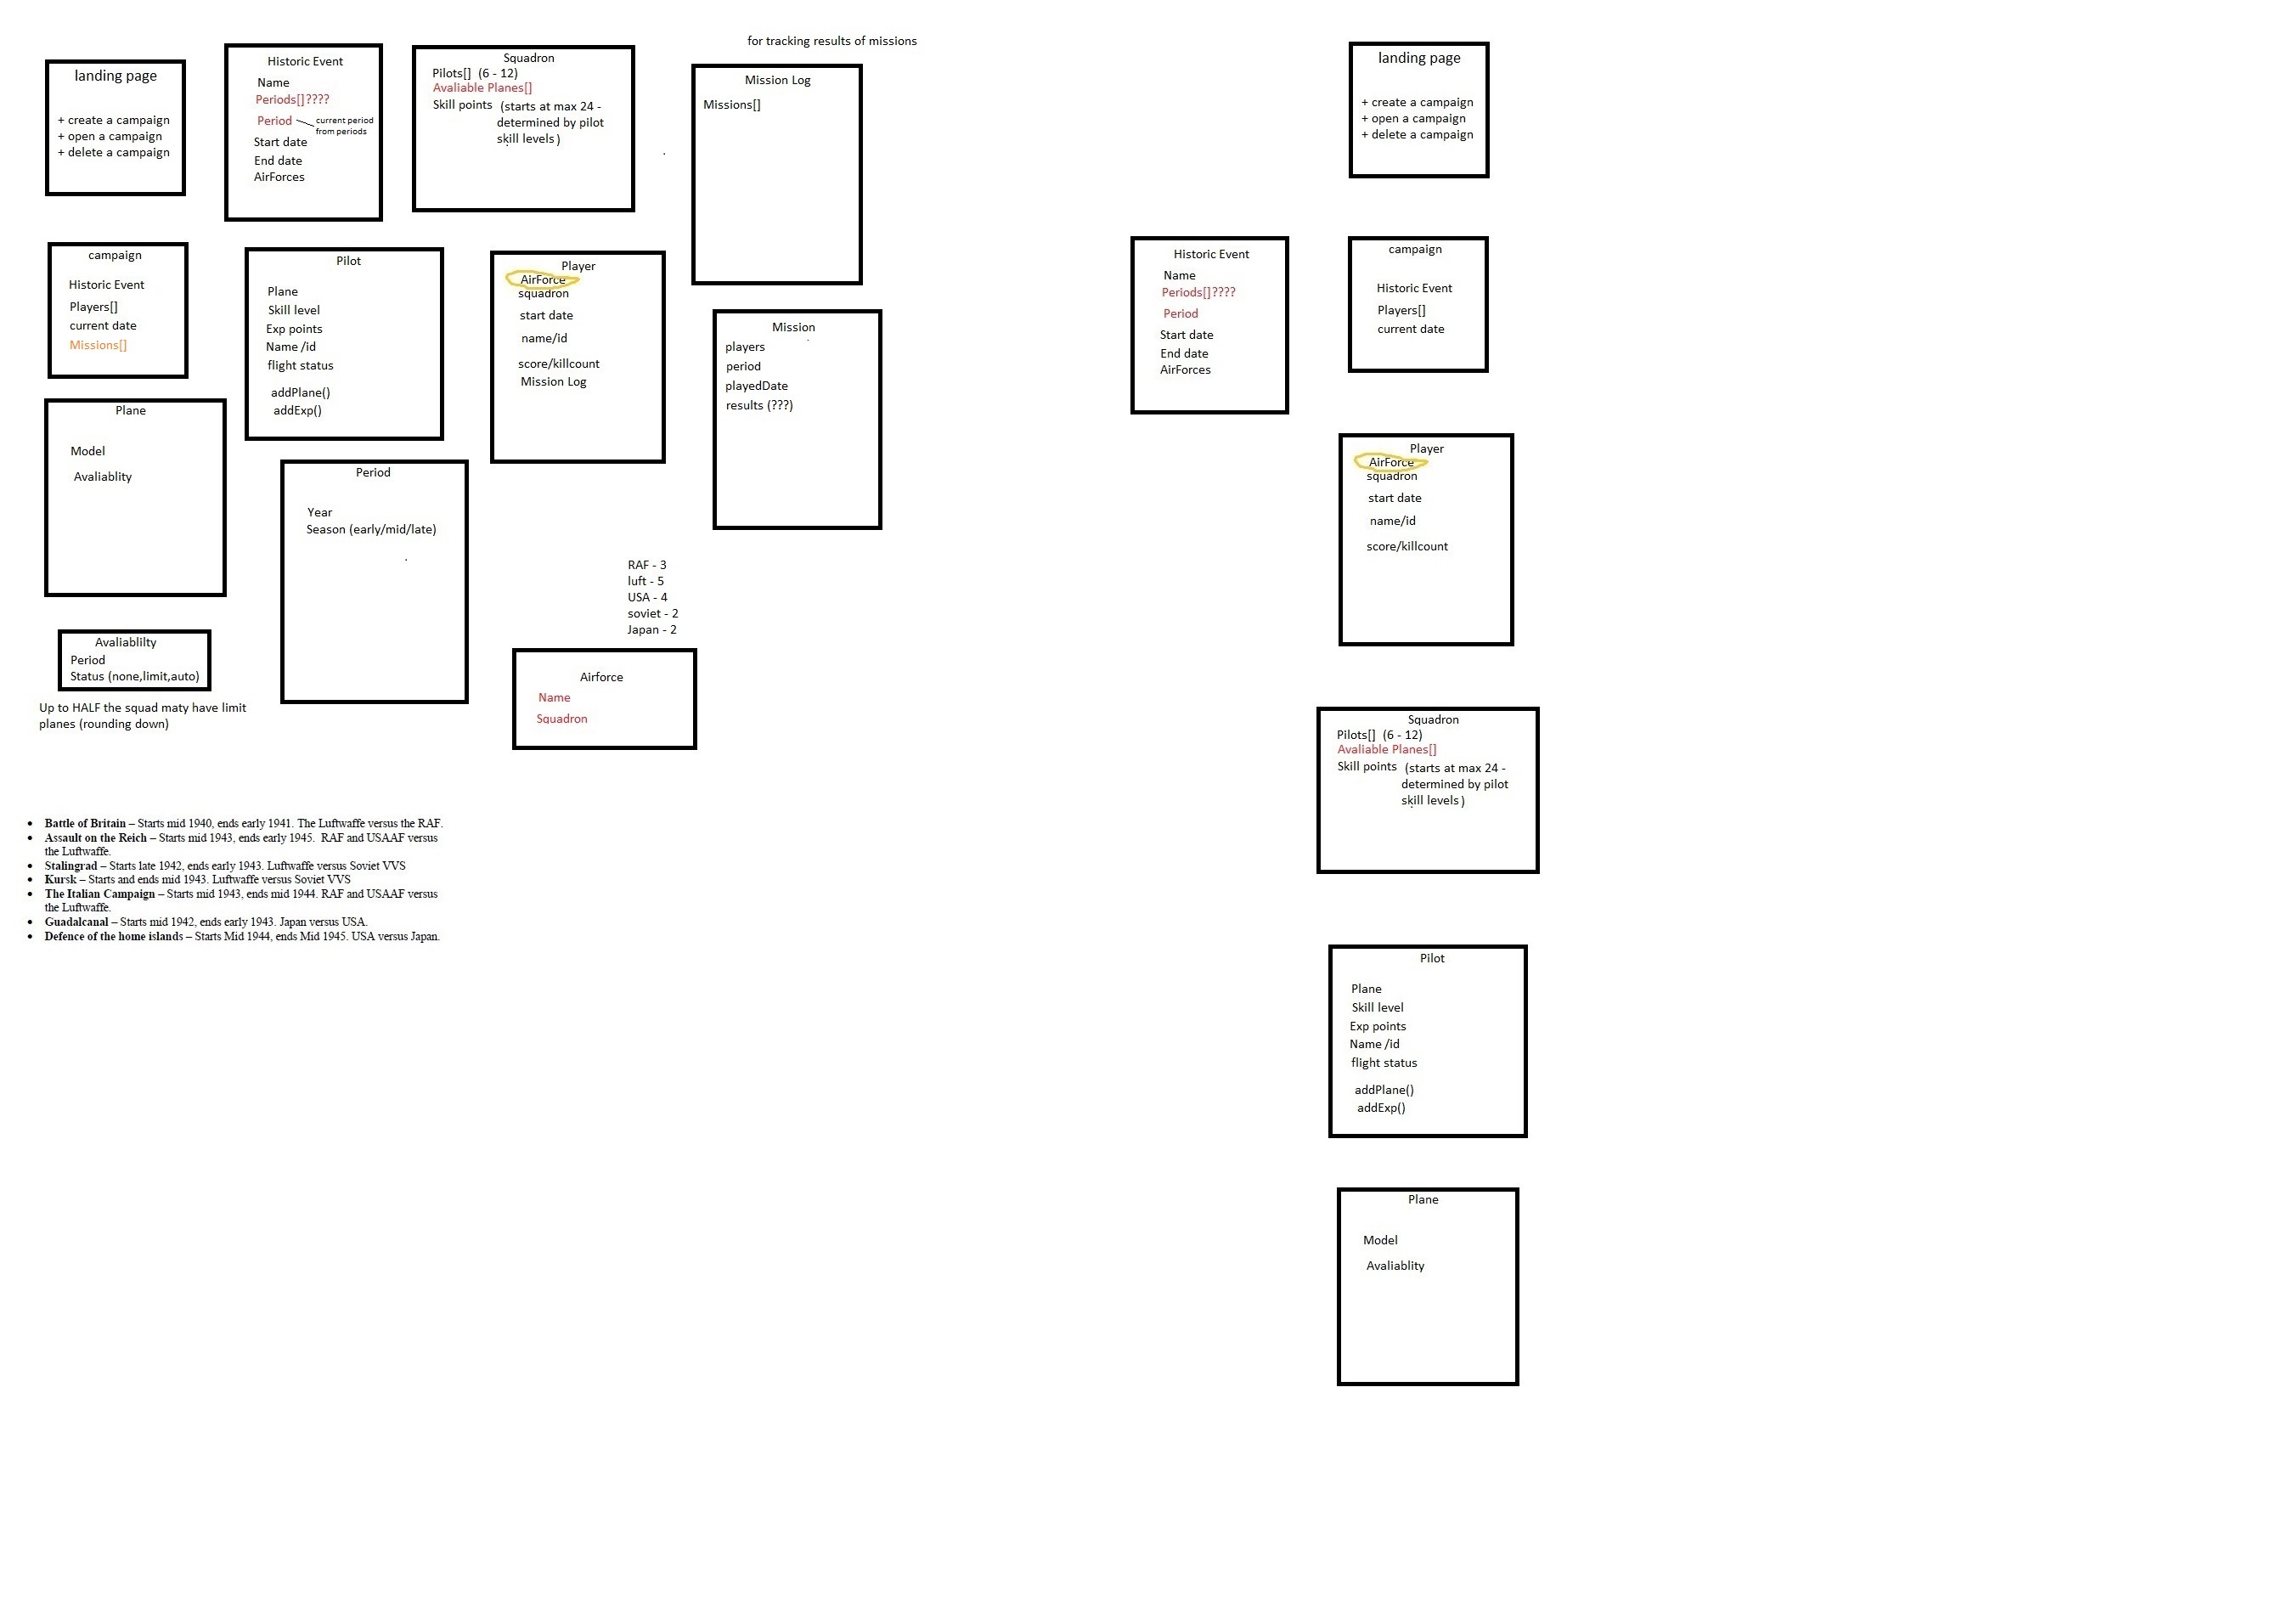 for tracking results of missions
landing page
+ create a campaign
+ open a campaign
+ delete a campaign
Historic Event
Name
Periods[]????
Period
current period
from periods
Start date
End date
AirForces
Squadron
Pilots[] (6 - 12)
Avaliable Planes[]
Skill points (starts at max 24 -
determined by pilot
skill levels)
Mission Log
Missions[]
campaign
Historic Event
Players[]
current date
Missions[]
Pilot
Plane
Skill level
Exp points
Name /id
flight status
addPlane()
addExp()
Player
AirForce
squadron
start date
name/id
score/killcount
Mission Log
Mission
players
period
playedDate
results (???)
Plane
Model
Avaliablity
Period
Year
Season (early/mid/late)
RAF - 3
luft - 5
USA - 4
soviet - 2
Japan - 2
Avaliablilty
Period
Status (none,limit,auto)
Up to HALF the squad maty have limit
planes (rounding down)
Airforce
Name
Squadron
• Battle of Britain – Starts mid 1940, ends early 1941. The Luftwaffe versus the RAF.
• Assault on the Reich – Starts mid 1943, ends early 1945. RAF and USAAF versus
the Luftwaffe.
• Stalingrad – Starts late 1942, ends early 1943. Luftwaffe versus Soviet VVS
• Kursk – Starts and ends mid 1943. Luftwaffe versus Soviet VVS
• The Italian Campaign – Starts mid 1943, ends mid 1944. RAF and USAAF versus
the Luftwaffe.
• Guadalcanal – Starts mid 1942, ends early 1943. Japan versus USA.
• Defence of the home islands – Starts Mid 1944, ends Mid 1945. USA versus Japan.
landing page
+ create a campaign
+ open a campaign
+ delete a campaign
Historic Event
Name
Periods[]????
Period
Start date
End date
AirForces
campaign
Historic Event
Players[]
current date
Player
AirForce
squadron
start date
name/id
score/killcount
Squadron
Pilots[] (6 - 12)
Avaliable Planes[]
Skill points (starts at max 24 -
determined by pilot
skill levels)
Pilot
Plane
Skill level
Exp points
Name /id
flight status
addPlane()
addExp()
Plane
Model
Avaliablity